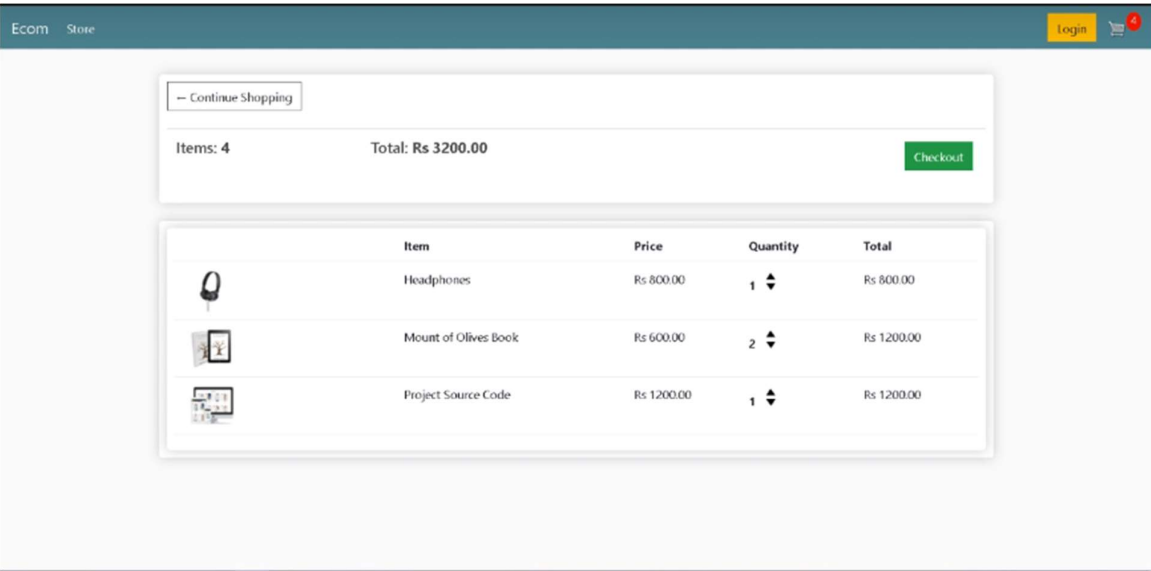 Ecom Store Login 4
← Continue Shopping
Items: 4 Total: Rs 3200.00 Checkout
Item Price Quantity Total
Headphones Rs 800.00 1 Rs 800.00
Mount of Olives Book Rs 600.00 2 Rs 1200.00
Project Source Code Rs 1200.00 1 Rs 1200.00